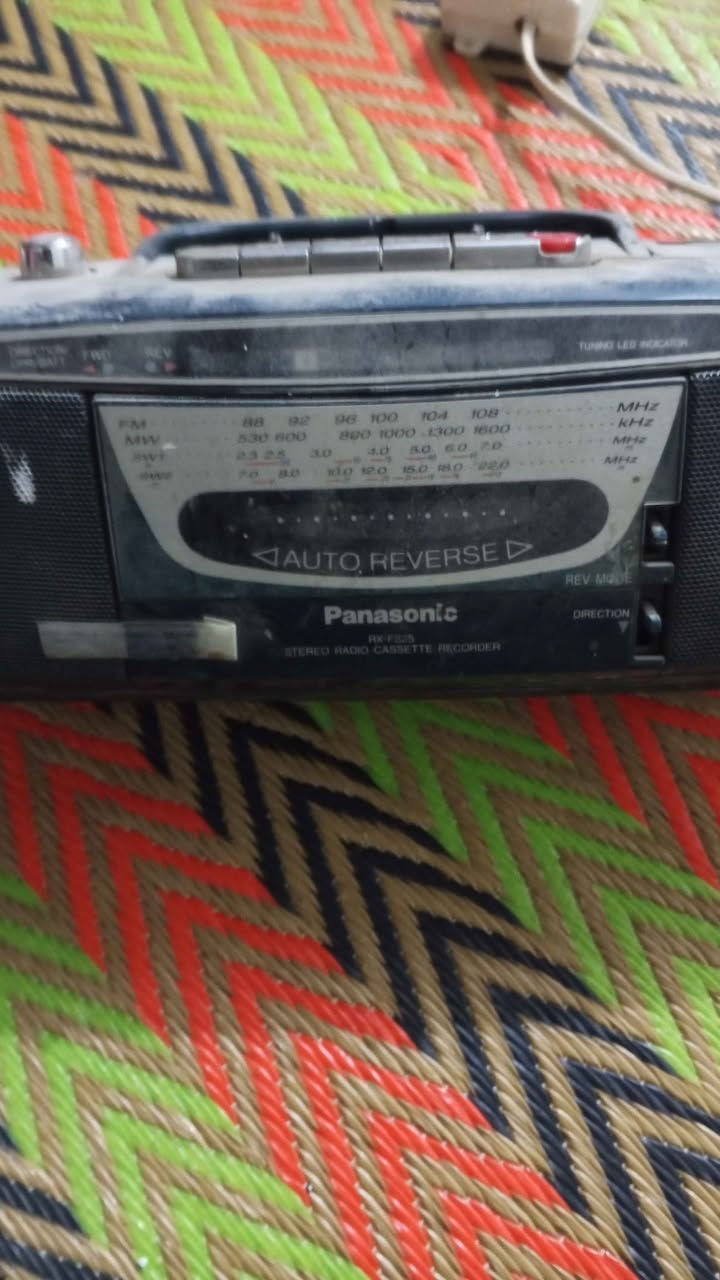 FWD REV
TUNING LED INDICATOR
FM 88 92 96 100 104 108 MHz
MW 530 600 800 1000 1300 1600 kHz
SW1 2.3 2.5 3.0 4.0 5.0 6.0 7.0 MHz
SW2 7.0 8.0 10.0 12.0 15.0 18.0 22.0 MHz
AUTO REVERSE
REV MODE
Panasonic
DIRECTION
STEREO RADIO CASSETTE RECORDER